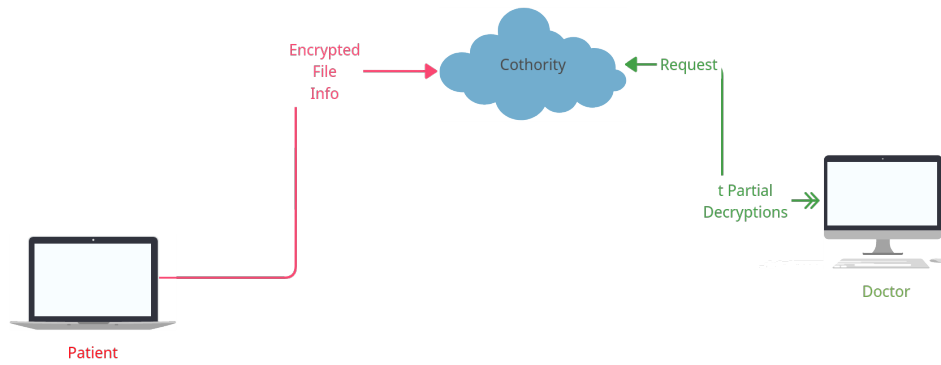 Encrypted
File
Info
Cothority
Request
t Partial
Decryptions
Doctor
Patient